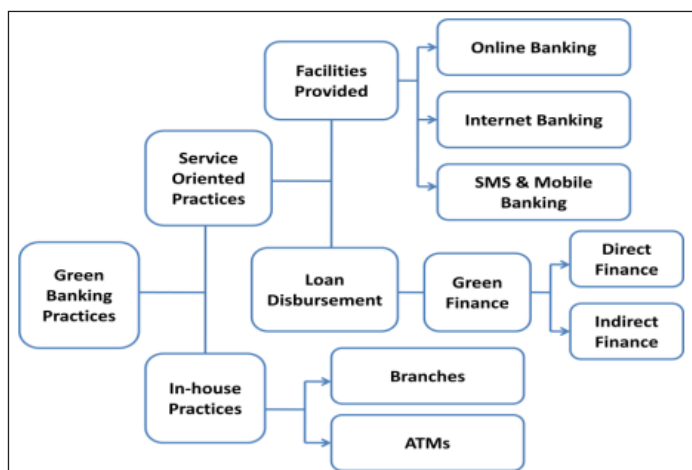 Online Banking
Facilities
Provided
Internet Banking
Service
Oriented
Practices
SMS & Mobile
Banking
Green
Banking
Practices
Loan
Disbursement
Green
Finance
Direct
Finance
Indirect
Finance
In-house
Practices
Branches
ATMs